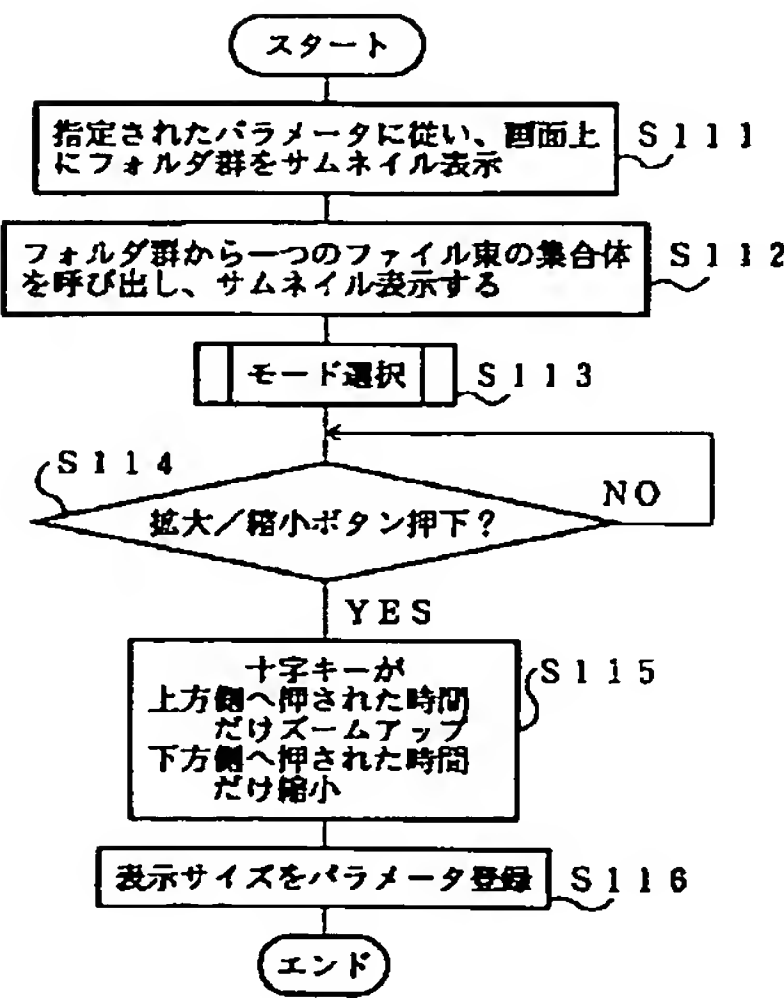 スタート
指定されたパラメータに従い、画面上
にフォルダ群をサムネイル表示
S111
フォルダ群から一つのファイル束の集合体
を呼び出し、サムネイル表示する
S112
モード選択
S113
S114
拡大／縮小ボタン押下？
NO
YES
十字キーが
上方側へ押された時間
だけズームアップ
下方側へ押された時間
だけ縮小
S115
表示サイズをパラメータ登録
S116
エンド